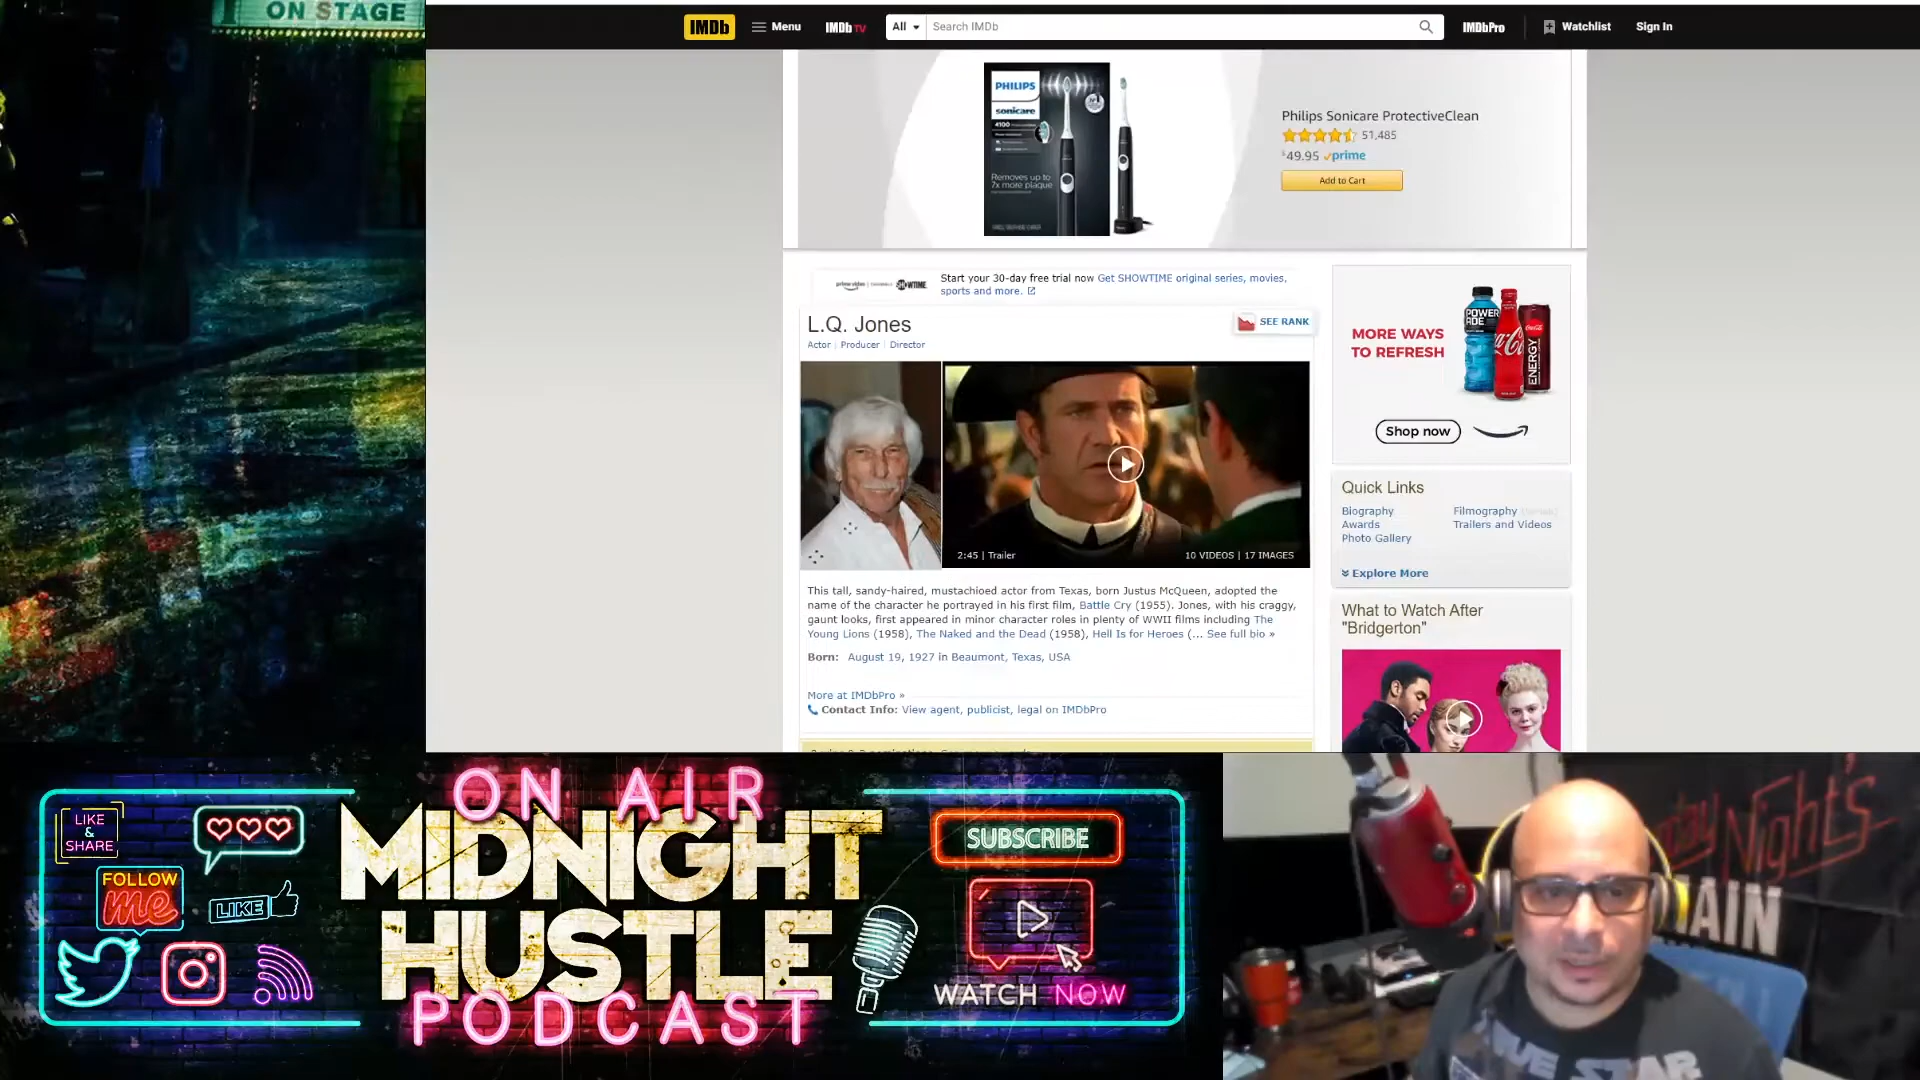 ON STAGE
IMDb
Menu
IMDb TV
All
Search IMDb
IMDbPro
Watchlist
Sign In
PHILIPS
sonicare
4100
Removes up to
7x more plaque
Philips Sonicare ProtectiveClean
51,485
$49.95 prime
Add to Cart
prime video | CHANNELS SHOWTIME
Start your 30-day free trial now Get SHOWTIME original series, movies,
sports and more.
L.Q. Jones
SEE RANK
Actor | Producer | Director
2:45 | Trailer
10 VIDEOS | 17 IMAGES
This tall, sandy-haired, mustachioed actor from Texas, born Justus McQueen, adopted the
name of the character he portrayed in his first film, Battle Cry (1955). Jones, with his craggy,
gaunt looks, first appeared in minor character roles in plenty of WWII films including The
Young Lions (1958), The Naked and the Dead (1958), Hell Is for Heroes (... See full bio »
Born: August 19, 1927 in Beaumont, Texas, USA
More at IMDbPro »
Contact Info: View agent, publicist, legal on IMDbPro
MORE WAYS
TO REFRESH
POWER
ADE
Coca-Cola
ENERGY
Shop now
Quick Links
Biography
Filmography
Awards
Trailers and Videos
Photo Gallery
Explore More
What to Watch After
"Bridgerton"
LIKE
&
SHARE
FOLLOW
me
LIKE
ON AIR
MIDNIGHT
HUSTLE
PODCAST
SUBSCRIBE
WATCH NOW
Night's